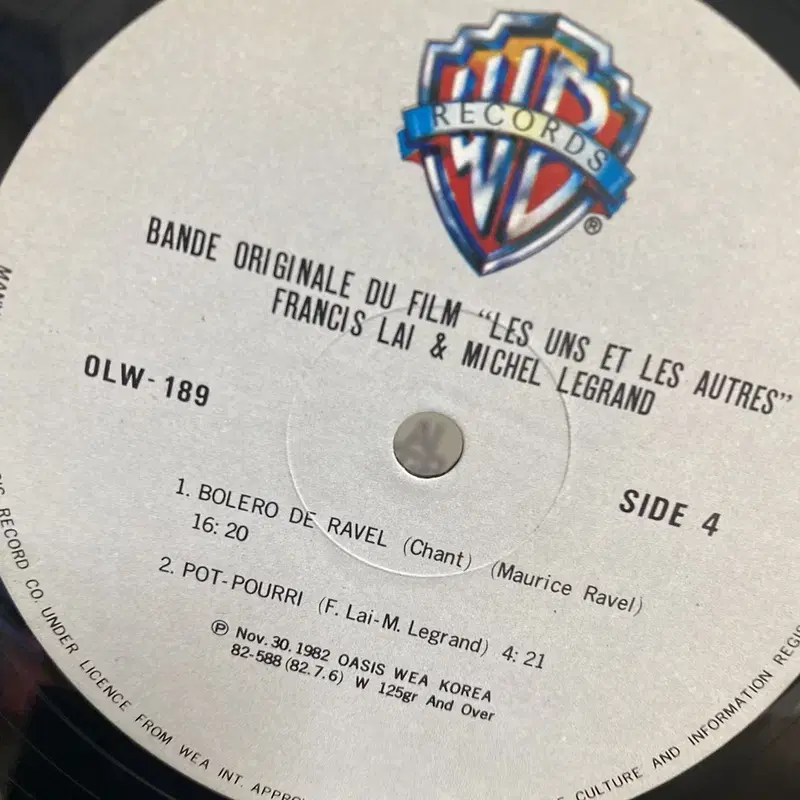 WB
RECORDS
®
BANDE ORIGINALE DU FILM "LES UNS ET LES AUTRES"
FRANCIS LAI & MICHEL LEGRAND
OLW-189
SIDE 4
1. BOLERO DE RAVEL (Chant) (Maurice Ravel)
16:20
2. POT-POURRI (F. Lai-M. Legrand) 4:21
℗ Nov. 30. 1982 OASIS WEA KOREA
82-588 (82.7.6) W 125gr And Over
RECORD CO. UNDER LICENCE FROM WEA INT.
CULTURE AND INFORMATION